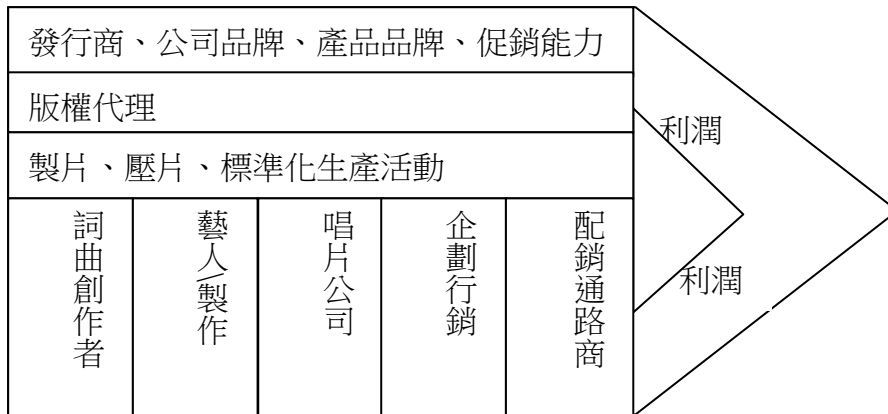 發行商、公司品牌、產品品牌、促銷能力
版權代理
製片、壓片、標準化生產活動
詞曲創作者
藝人/製作
唱片公司
企劃行銷
配銷通路商
利潤
利潤